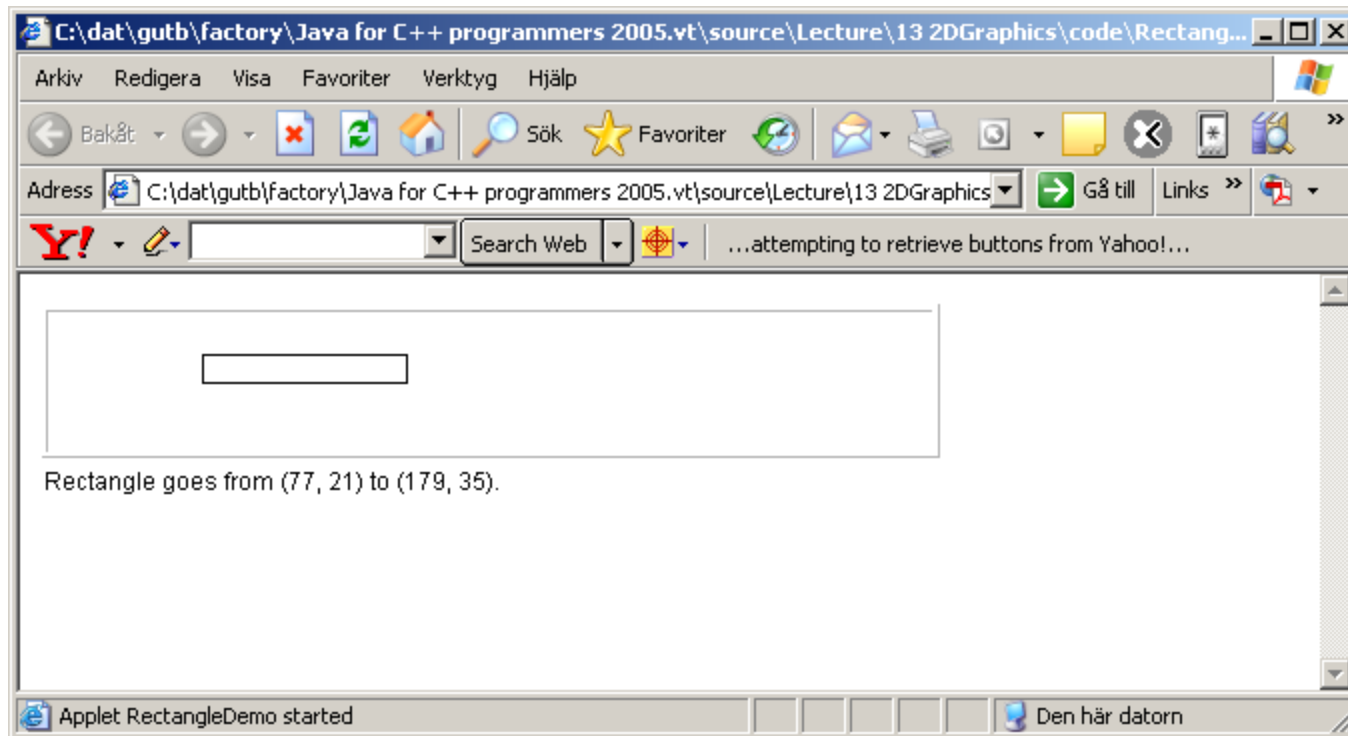 C:\dat\gutb\factory\Java for C++ programmers 2005.vt\source\Lecture\13 2DGraphics\code\Rectang...
Arkiv Redigera Visa Favoriter Verktyg Hjälp
Bakåt Sök Favoriter »
Adress C:\dat\gutb\factory\Java for C++ programmers 2005.vt\source\Lecture\13 2DGraphics Gå till Links »
Y! Search Web ...attempting to retrieve buttons from Yahoo!...
Rectangle goes from (77, 21) to (179, 35).
Applet RectangleDemo started Den här datorn